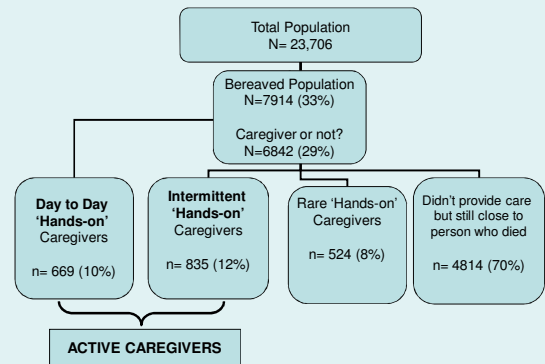 Total Population
N= 23,706
Bereaved Population
N=7914 (33%)
Caregiver or not?
N=6842 (29%)
Day to Day
‘Hands-on’
Caregivers
n= 669 (10%)
Intermittent
‘Hands-on’
Caregivers
n= 835 (12%)
Rare ‘Hands-on’
Caregivers
n= 524 (8%)
Didn’t provide care
but still close to
person who died
n= 4814 (70%)
ACTIVE CAREGIVERS